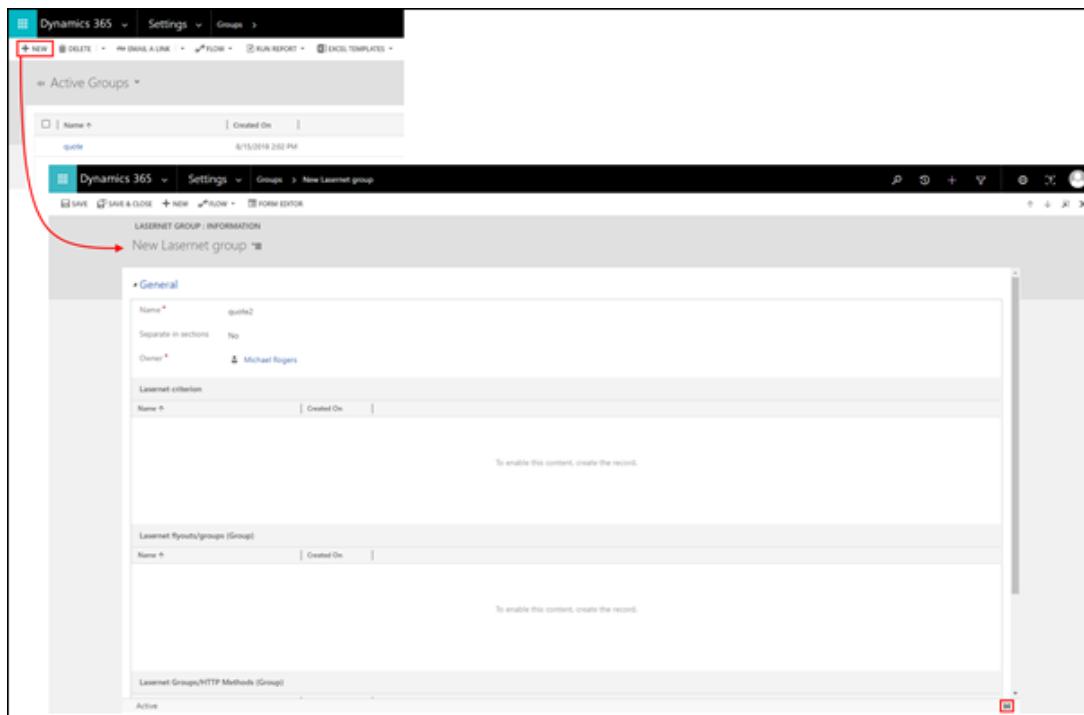 Dynamics 365 Settings Groups >
+ NEW DELETE EMAIL A LINK FLOW RUN REPORT EXCEL TEMPLATES
Active Groups
Name ↑ Created On
quote 8/15/2018 2:02 PM
Dynamics 365 Settings Groups > New Lasernet group
SAVE SAVE & CLOSE + NEW FLOW FORM EDITOR
LASERNET GROUP : INFORMATION
New Lasernet group
General
Name * quote2
Separate in sections No
Owner * Michael Rogers
Lasernet criterion
Name ↑ Created On
To enable this content, create the record.
Lasernet flyouts/groups (Group)
Name ↑ Created On
To enable this content, create the record.
Lasernet Groups/HTTP Methods (Group)
Active